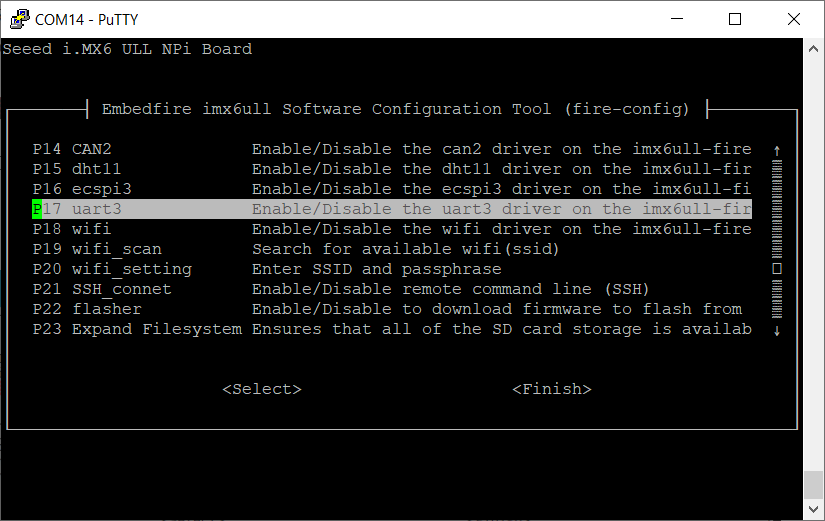 COM14 - PuTTY
Seeed i.MX6 ULL NPi Board
Embedfire imx6ull Software Configuration Tool (fire-config)
P14 CAN2 Enable/Disable the can2 driver on the imx6ull-fire
P15 dht11 Enable/Disable the dht11 driver on the imx6ull-fir
P16 ecspi3 Enable/Disable the ecspi3 driver on the imx6ull-fi
P17 uart3 Enable/Disable the uart3 driver on the imx6ull-fir
P18 wifi Enable/Disable the wifi driver on the imx6ull-fire
P19 wifi_scan Search for available wifi(ssid)
P20 wifi_setting Enter SSID and passphrase
P21 SSH_connet Enable/Disable remote command line (SSH)
P22 flasher Enable/Disable to download firmware to flash from
P23 Expand Filesystem Ensures that all of the SD card storage is availab
<Select> <Finish>